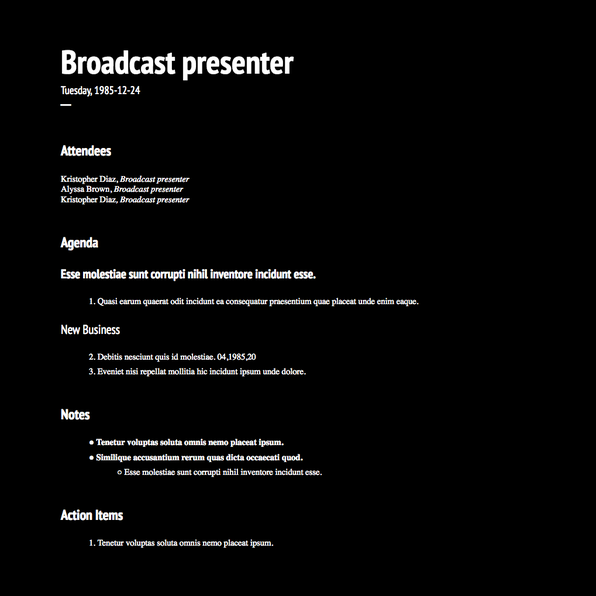 Broadcast presenter
Tuesday, 1985-12-24
Attendees
Kristopher Diaz, Broadcast presenter
Alyssa Brown, Broadcast presenter
Kristopher Diaz, Broadcast presenter
Agenda
Esse molestiae sunt corrupti nihil inventore incidunt esse.
1. Quasi earum quaerat odit incidunt ea consequatur praesentium quae placeat unde enim eaque.
New Business
2. Debitis nesciunt quis id molestiae. 04,1985,20
3. Eveniet nisi repellat mollitia hic incidunt ipsum unde dolore.
Notes
● Tenetur voluptas soluta omnis nemo placeat ipsum.
● Similique accusantium rerum quas dicta occaecati quod.
○ Esse molestiae sunt corrupti nihil inventore incidunt esse.
Action Items
1. Tenetur voluptas soluta omnis nemo placeat ipsum.